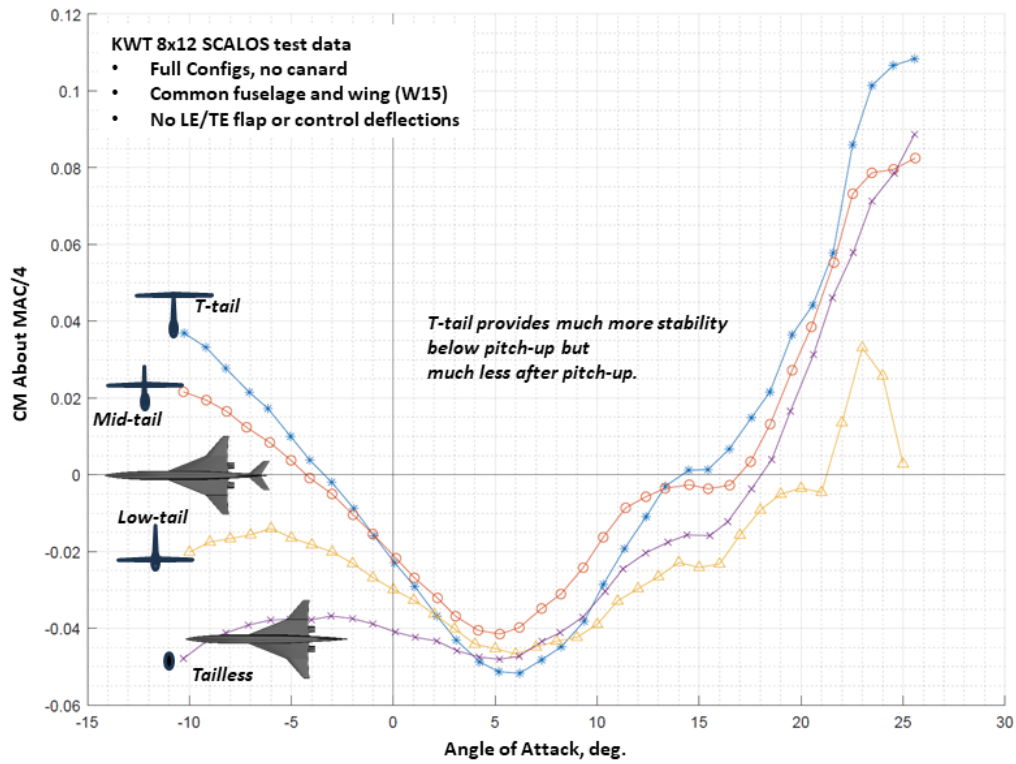 0.12
KWT 8x12 SCALOS test data
• Full Configs, no canard
• Common fuselage and wing (W15)
• No LE/TE flap or control deflections
0.1
0.08
0.06
T-tail
0.04
T-tail provides much more stability
below pitch-up but
much less after pitch-up.
CM About MAC/4
0.02
Mid-tail
0
Low-tail
-0.02
-0.04
Tailless
-0.06
-15
-10
-5
0
5
10
15
20
25
30
Angle of Attack, deg.